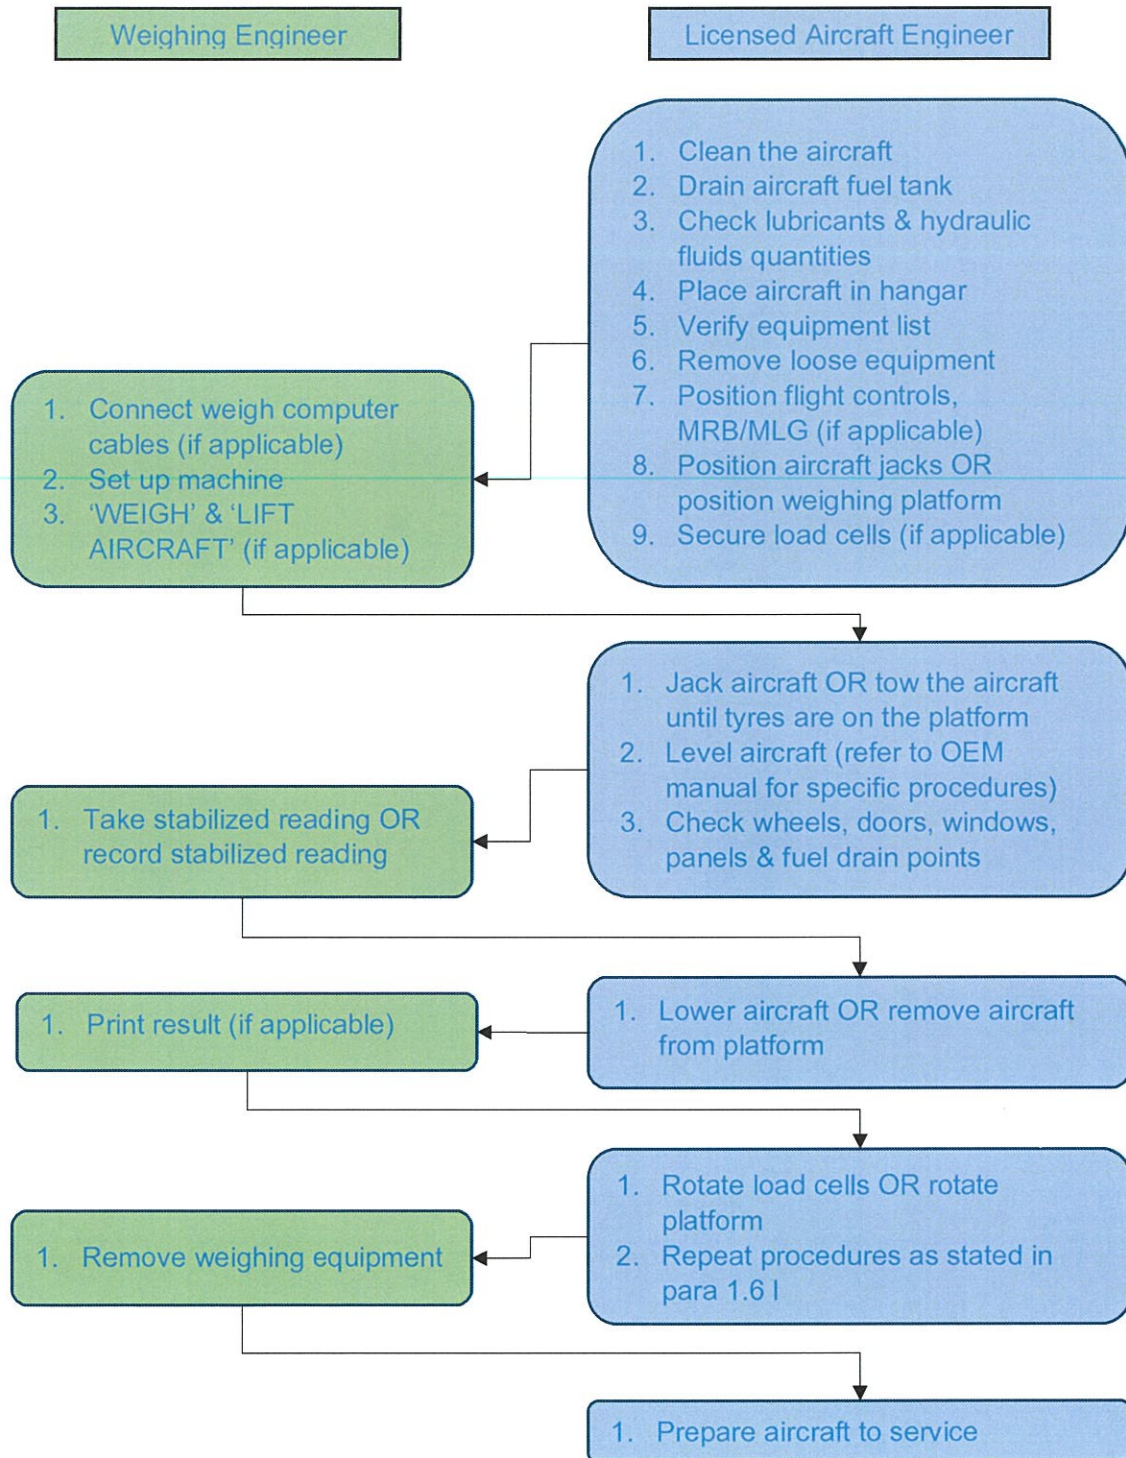 Weighing Engineer
Licensed Aircraft Engineer
1. Clean the aircraft
2. Drain aircraft fuel tank
3. Check lubricants & hydraulic
fluids quantities
4. Place aircraft in hangar
5. Verify equipment list
6. Remove loose equipment
7. Position flight controls,
MRB/MLG (if applicable)
8. Position aircraft jacks OR
position weighing platform
9. Secure load cells (if applicable)
1. Connect weigh computer
cables (if applicable)
2. Set up machine
3. ‘WEIGH’ & ‘LIFT
AIRCRAFT’ (if applicable)
1. Jack aircraft OR tow the aircraft
until tyres are on the platform
2. Level aircraft (refer to OEM
manual for specific procedures)
3. Check wheels, doors, windows,
panels & fuel drain points
1. Take stabilized reading OR
record stabilized reading
1. Lower aircraft OR remove aircraft
from platform
1. Print result (if applicable)
1. Rotate load cells OR rotate
platform
2. Repeat procedures as stated in
para 1.6 l
1. Remove weighing equipment
1. Prepare aircraft to service